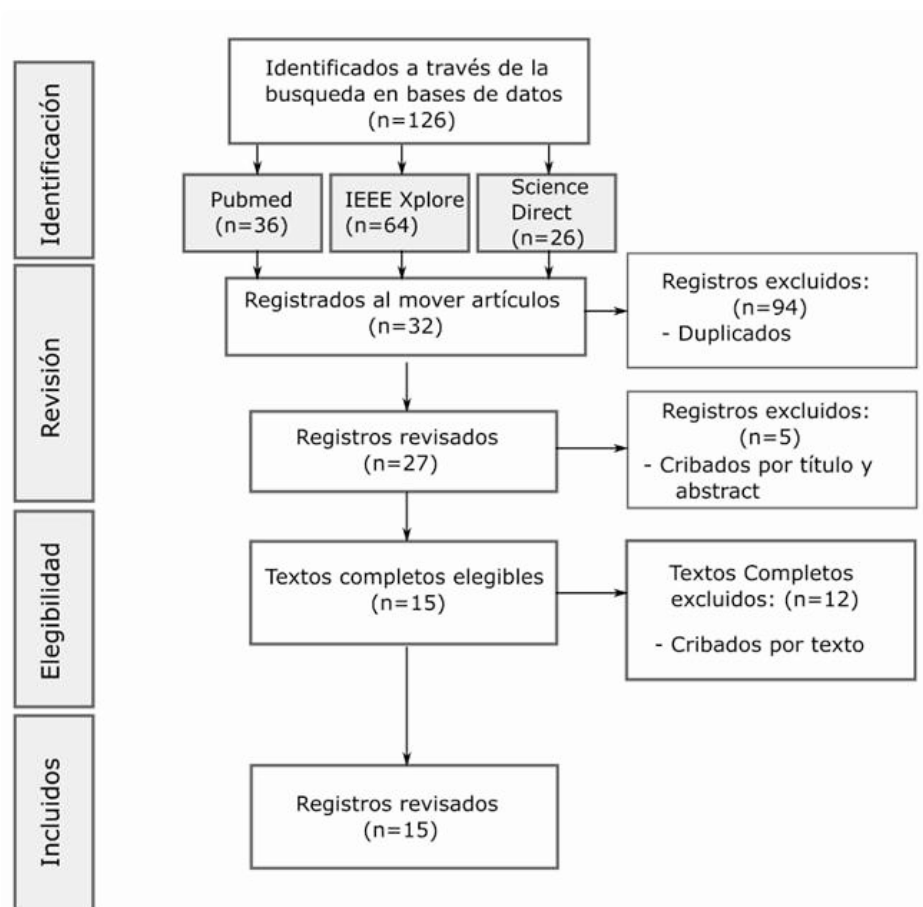 Identificación
Identificados a través de la
busqueda en bases de datos
(n=126)
Pubmed
(n=36)
IEEE Xplore
(n=64)
Science
Direct
(n=26)
Revisión
Registrados al mover artículos
(n=32)
Registros excluidos:
(n=94)
- Duplicados
Registros revisados
(n=27)
Registros excluidos:
(n=5)
- Cribados por título y
abstract
Elegibilidad
Textos completos elegibles
(n=15)
Textos Completos
excluidos: (n=12)
- Cribados por texto
Incluidos
Registros revisados
(n=15)